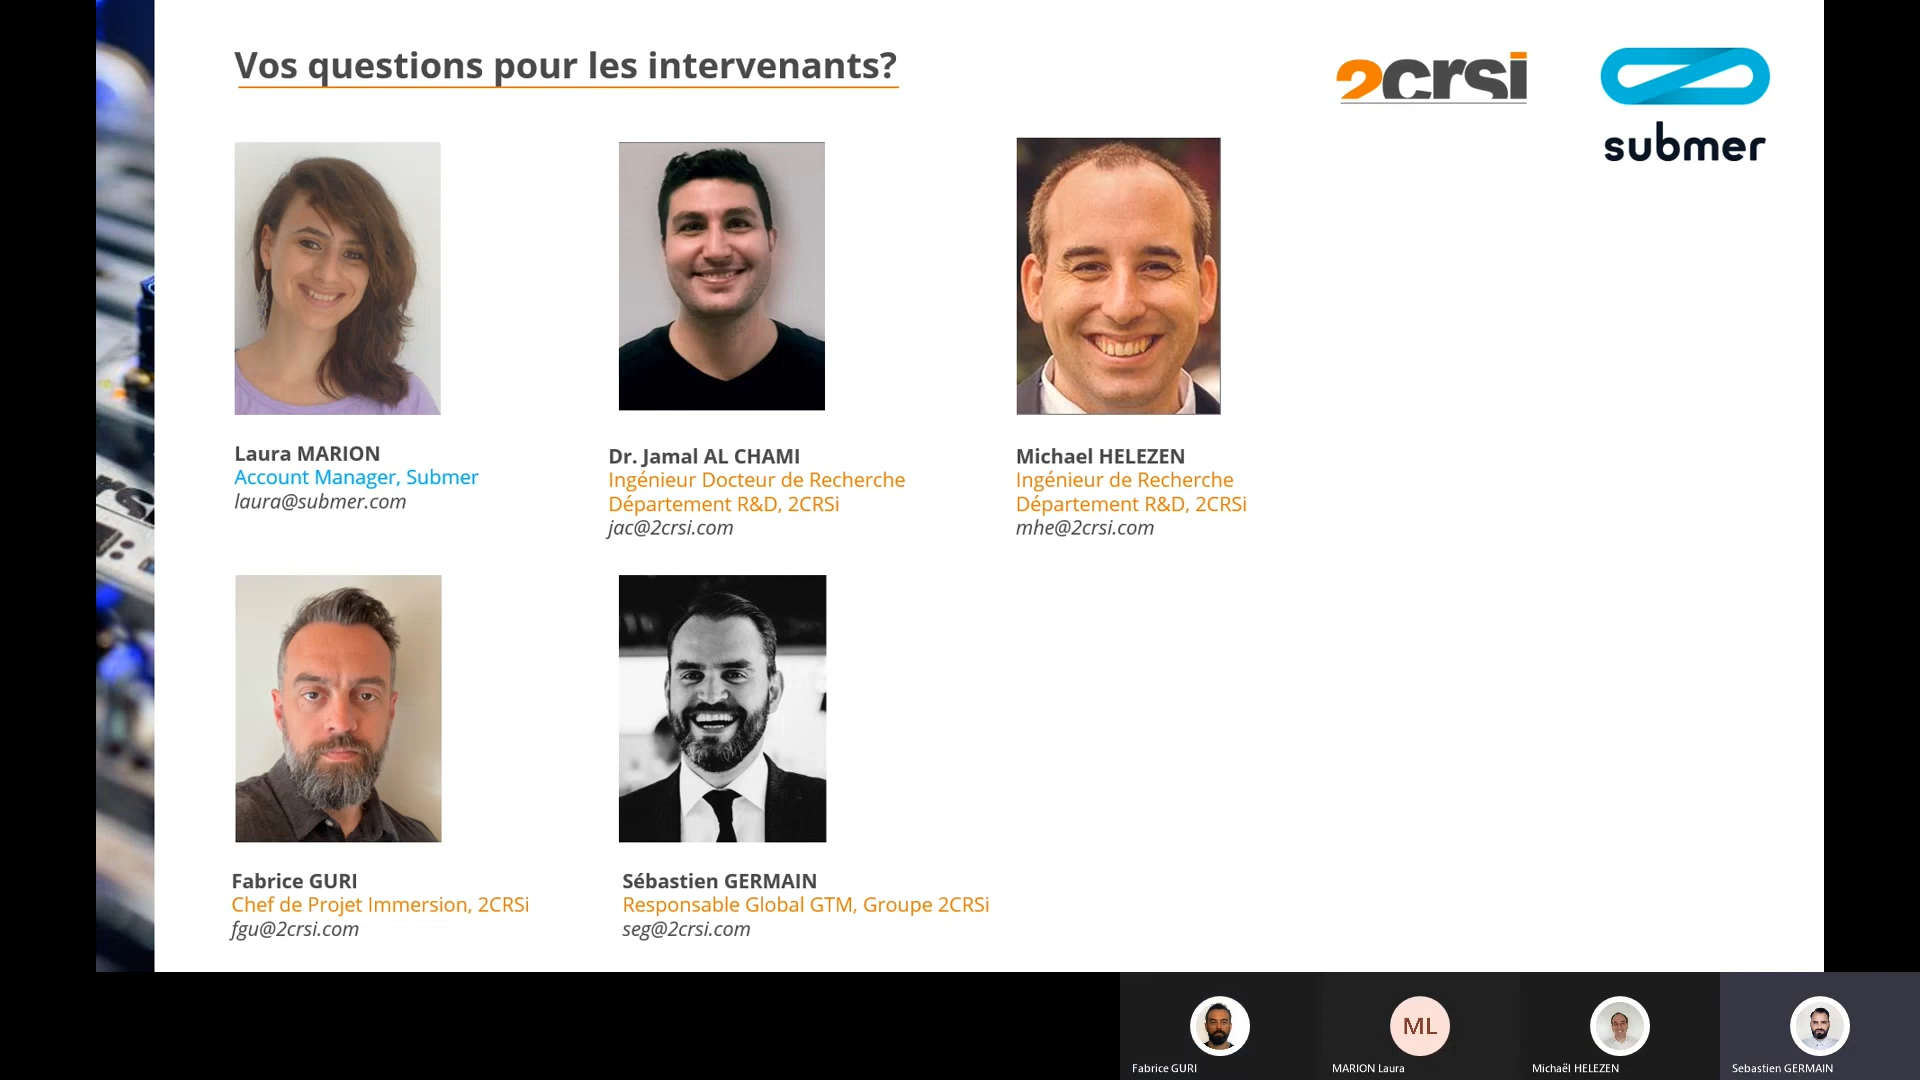 Vos questions pour les intervenants?
2crsi
submer
Laura MARION
Account Manager, Submer
laura@submer.com
Dr. Jamal AL CHAMI
Ingénieur Docteur de Recherche
Département R&D, 2CRSi
jac@2crsi.com
Michael HELEZEN
Ingénieur de Recherche
Département R&D, 2CRSi
mhe@2crsi.com
Fabrice GURI
Chef de Projet Immersion, 2CRSi
fgu@2crsi.com
Sébastien GERMAIN
Responsable Global GTM, Groupe 2CRSi
seg@2crsi.com
ML
Fabrice GURI
MARION Laura
Michaël HELEZEN
Sebastien GERMAIN